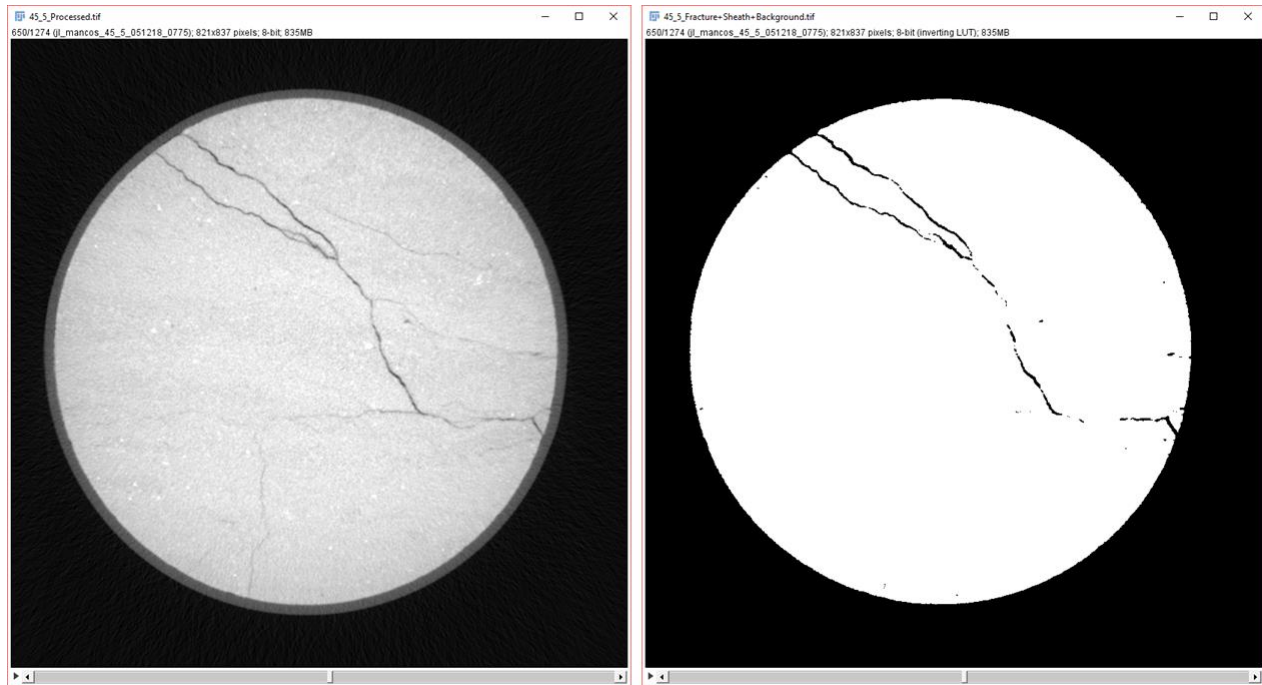 45_5_Processed.tif
650/1274 (jl_mancos_45_5_051218_0775); 821x837 pixels; 8-bit; 835MB
45_5_Fracture+Sheath+Background.tif
650/1274 (jl_mancos_45_5_051218_0775); 821x837 pixels; 8-bit (inverting LUT); 835MB